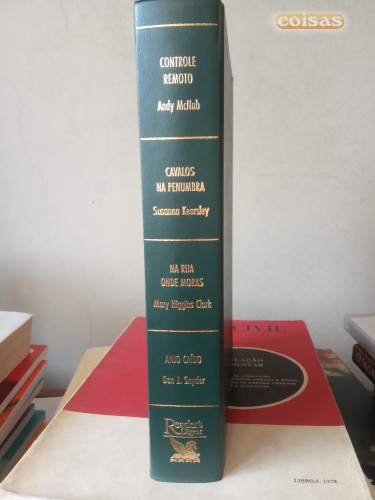 coisas
CONTROLE
REMOTO
Andy McNab
CAVALOS
NA PENUMBRA
Susanna Kearsley
NA RUA
ONDE MORAS
Mary Higgins Clark
ANJO CAÍDO
Don J. Snyder
Reader's
Digest
CIVIL
LISBOA - 1978